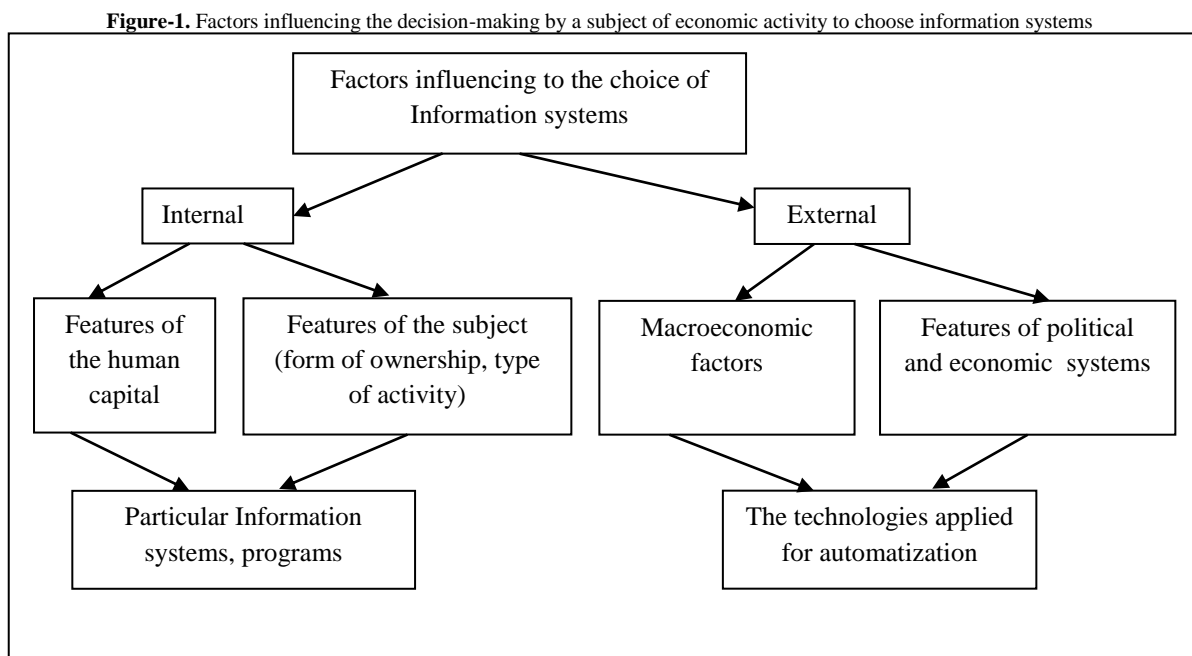 Figure-1. Factors influencing the decision-making by a subject of economic activity to choose information systems
Factors influencing to the choice of
Information systems
Internal
External
Features of
the human
capital
Features of the subject
(form of ownership, type
of activity)
Macroeconomic
factors
Features of political
and economic systems
Particular Information
systems, programs
The technologies applied
for automatization